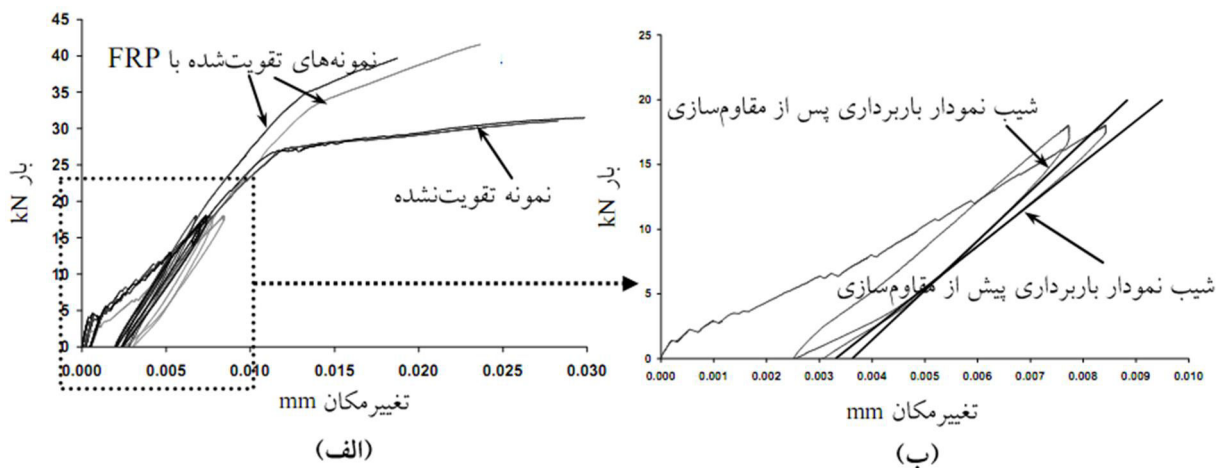 45
40
35
30
25
20
15
10
5
0
0.000 0.005 0.010 0.015 0.020 0.025 0.030
بار kN
تغییرمکان mm
نمونه‌های تقویت‌شده با FRP
نمونه تقویت‌نشده
(الف)
25
20
15
10
5
0
0.000 0.001 0.002 0.003 0.004 0.005 0.006 0.007 0.008 0.009 0.010
بار kN
تغییرمکان mm
شیب نمودار باربرداری پس از مقاوم‌سازی
شیب نمودار باربرداری پیش از مقاوم‌سازی
(ب)